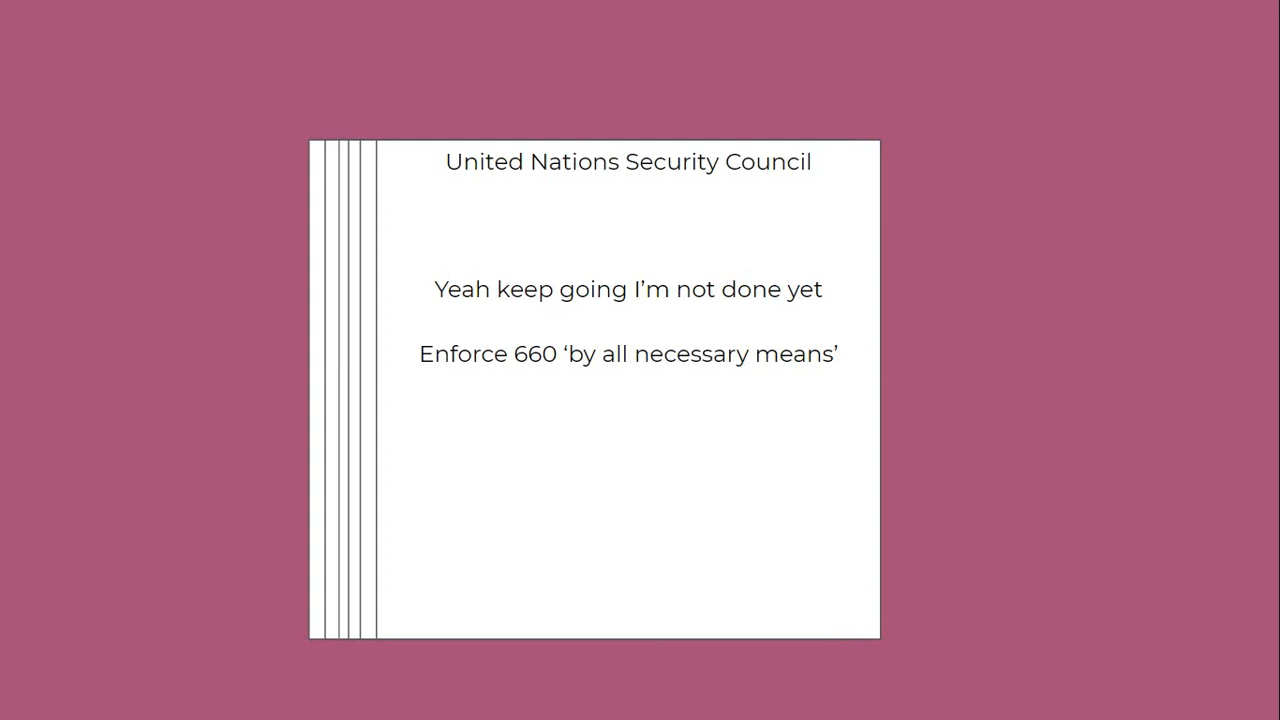 United Nations Security Council
Yeah keep going I’m not done yet
Enforce 660 ‘by all necessary means’